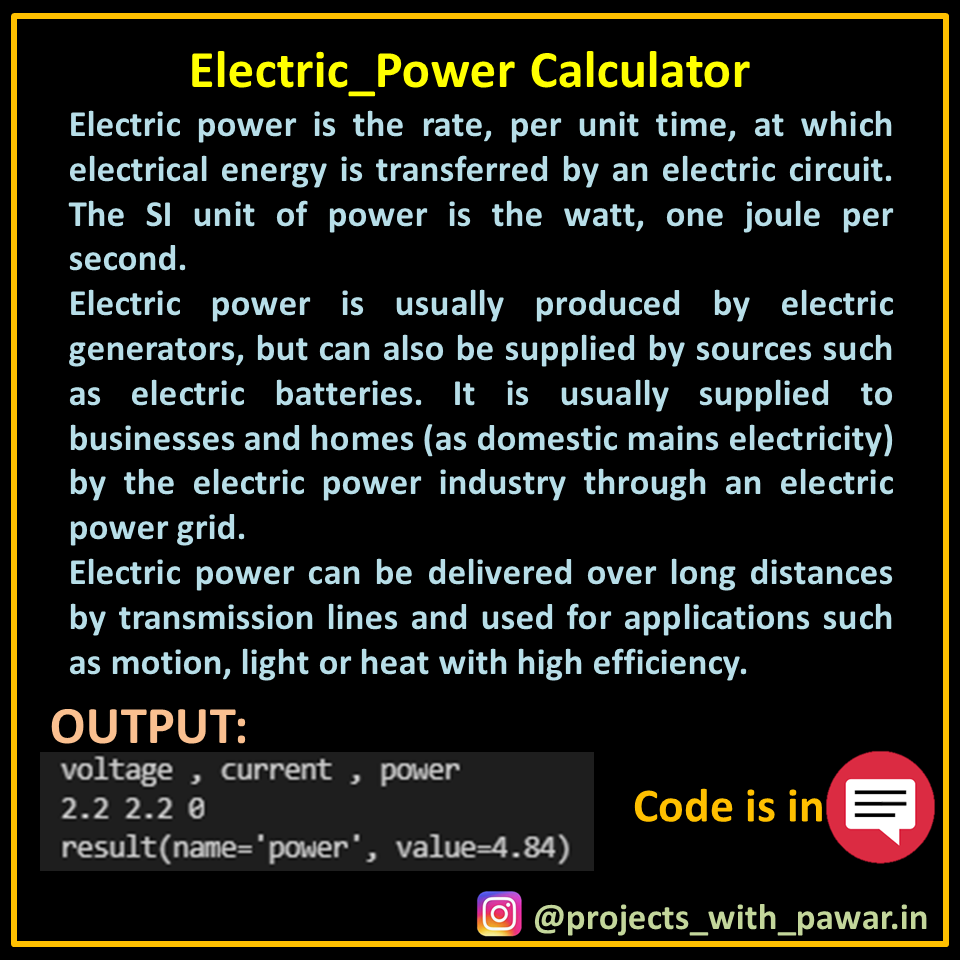 Electric_Power Calculator
Electric power is the rate, per unit time, at which
electrical energy is transferred by an electric circuit.
The SI unit of power is the watt, one joule per
second.
Electric power is usually produced by electric
generators, but can also be supplied by sources such
as electric batteries. It is usually supplied to
businesses and homes (as domestic mains electricity)
by the electric power industry through an electric
power grid.
Electric power can be delivered over long distances
by transmission lines and used for applications such
as motion, light or heat with high efficiency.
OUTPUT:
voltage , current , power
2.2 2.2 0
result(name='power', value=4.84)
Code is in
@projects_with_pawar.in